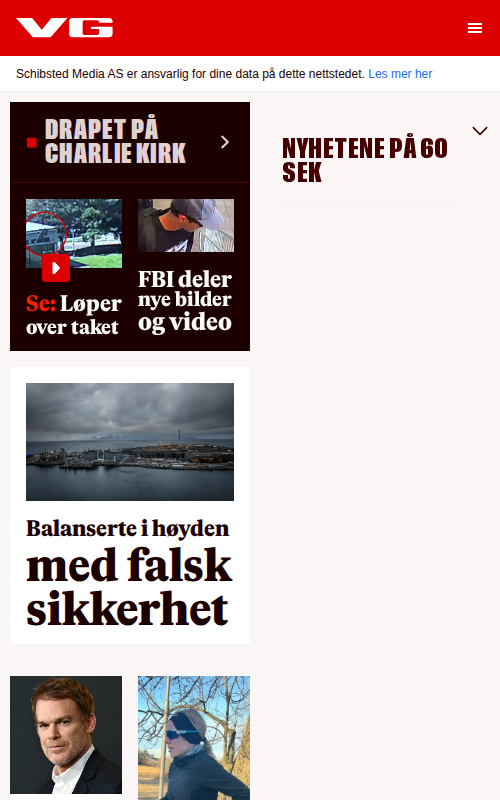 VG
Schibsted Media AS er ansvarlig for dine data på dette nettstedet. Les mer her
DRAPET PÅ
CHARLIE KIRK
Se: Løper
over taket
FBI deler
nye bilder
og video
NYHETENE PÅ 60
SEK
Balanserte i høyden
med falsk
sikkerhet